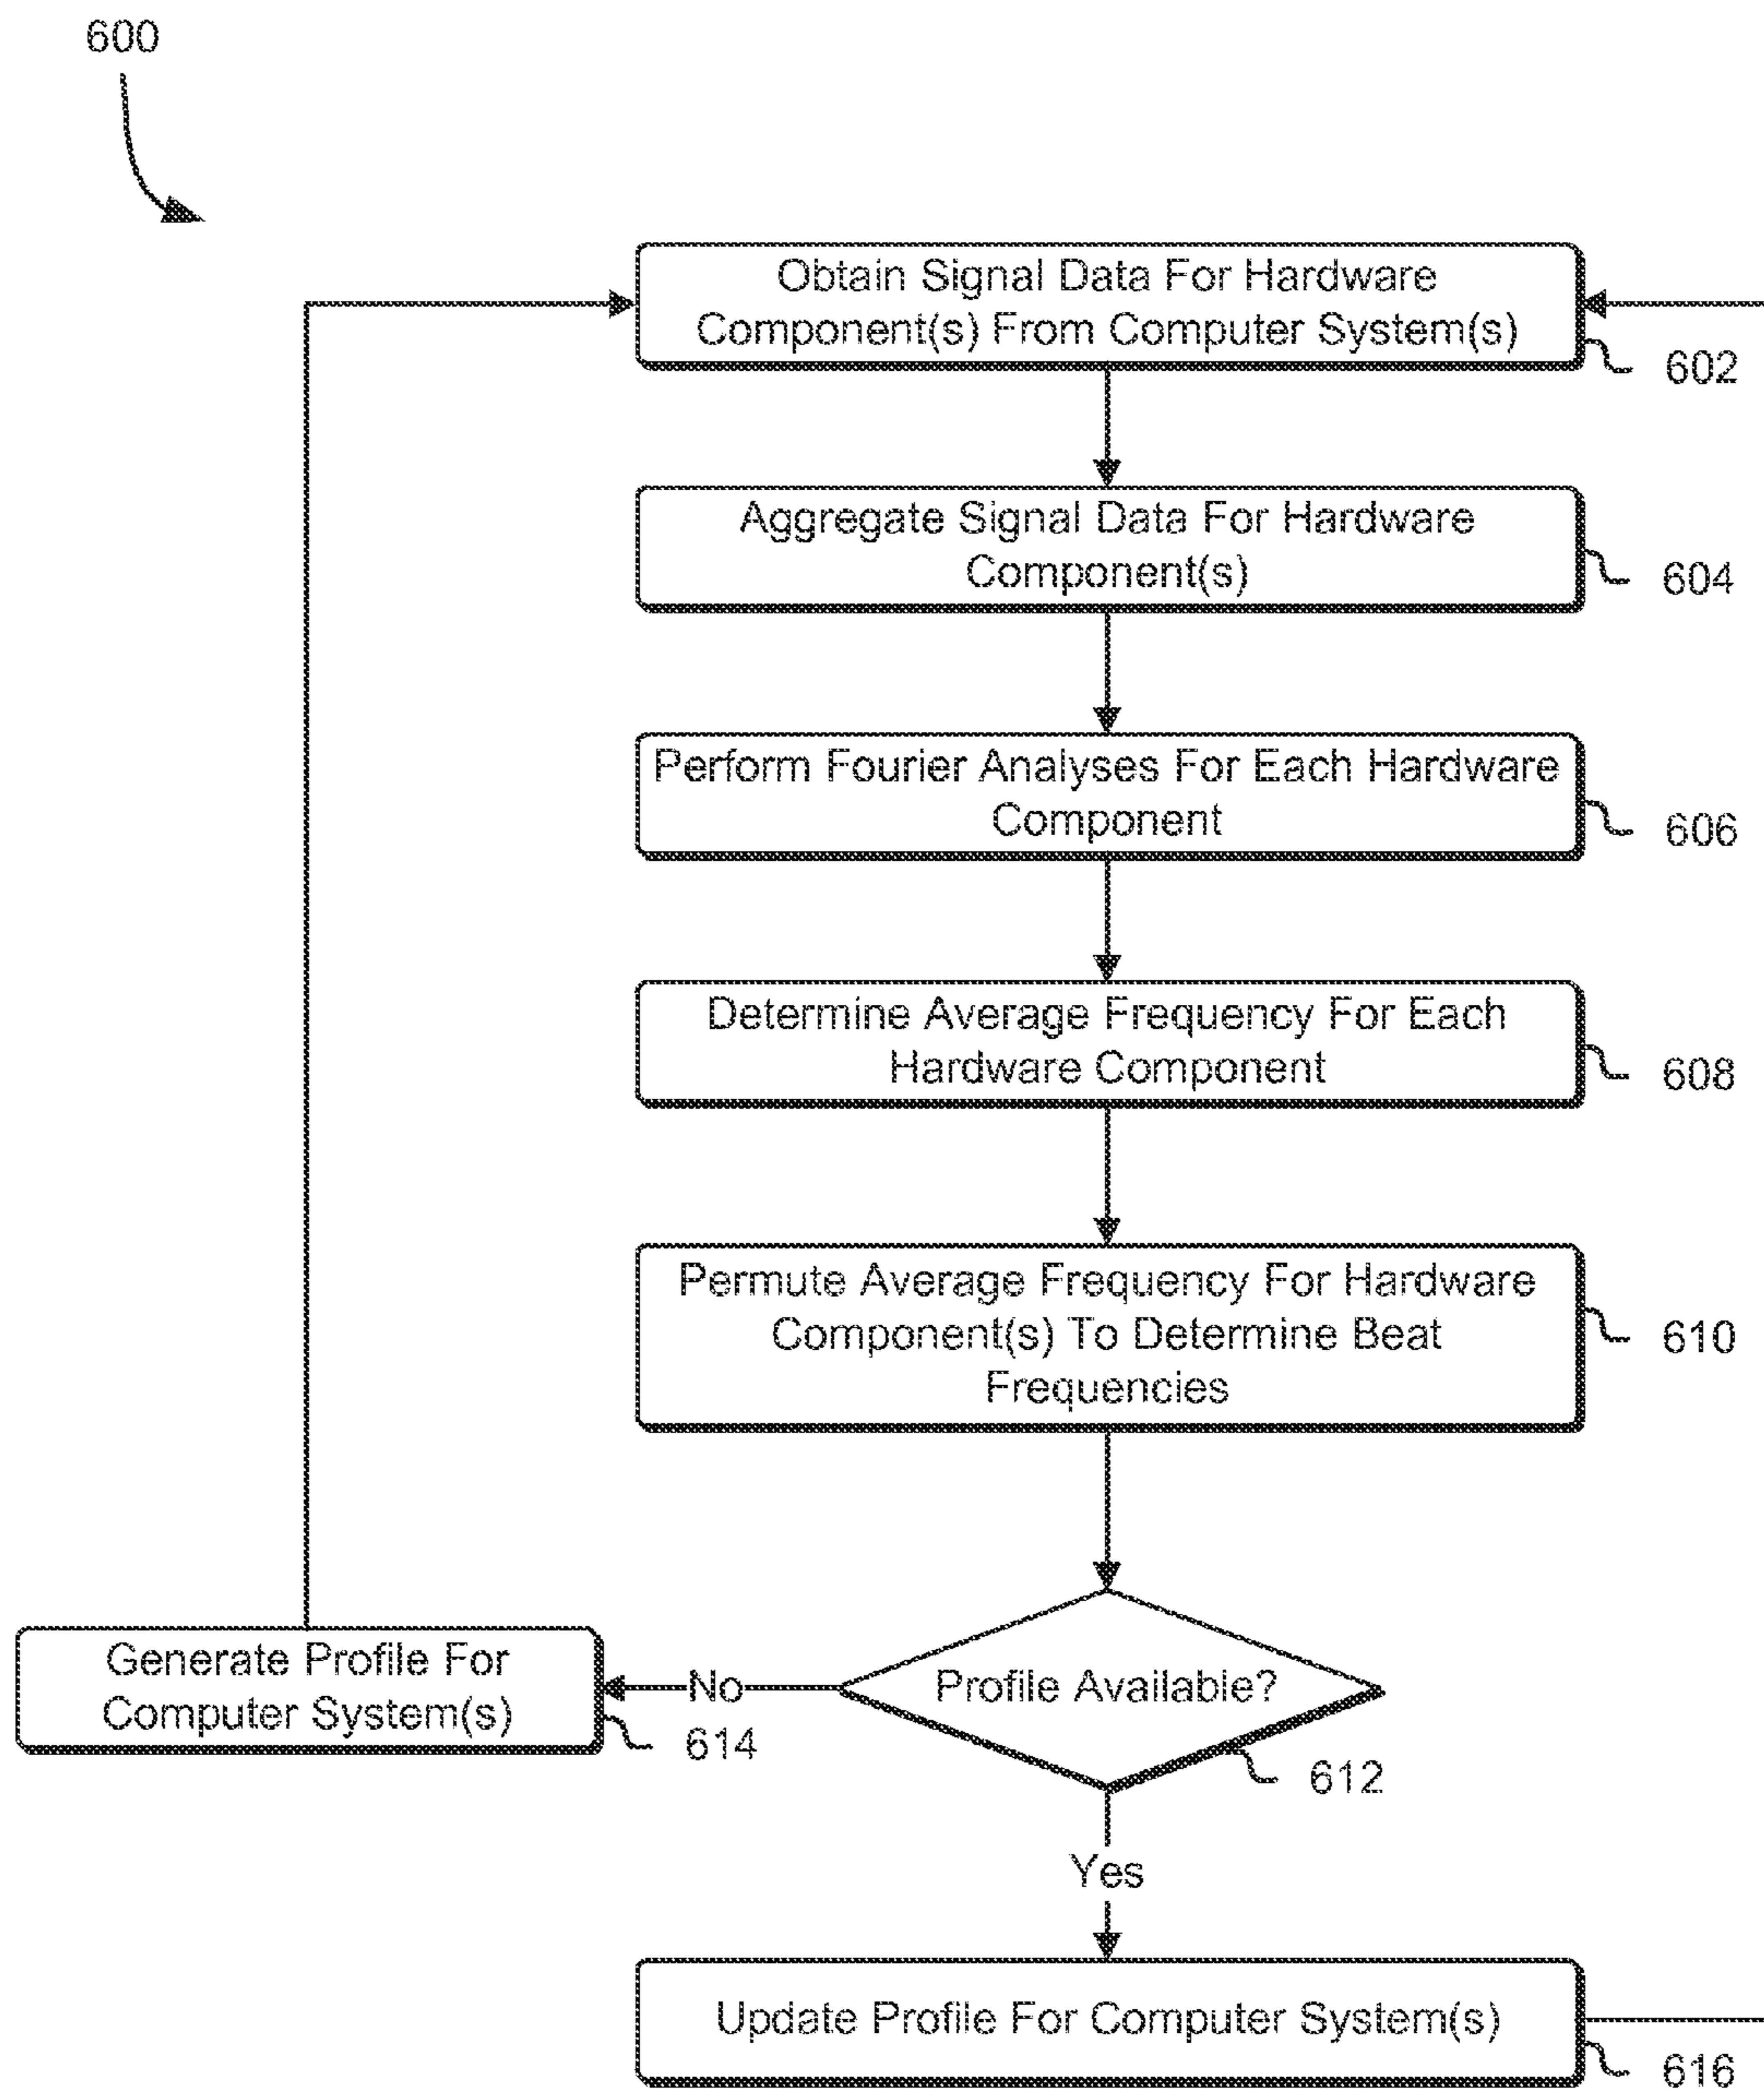 600
Obtain Signal Data For Hardware
Component(s) From Computer System(s)
602
Aggregate Signal Data For Hardware
Component(s)
604
Perform Fourier Analyses For Each Hardware
Component
606
Determine Average Frequency For Each
Hardware Component
608
Permute Average Frequency For Hardware
Component(s) To Determine Beat
Frequencies
610
Profile Available?
612
No
Generate Profile For
Computer System(s)
614
Yes
Update Profile For Computer System(s)
616